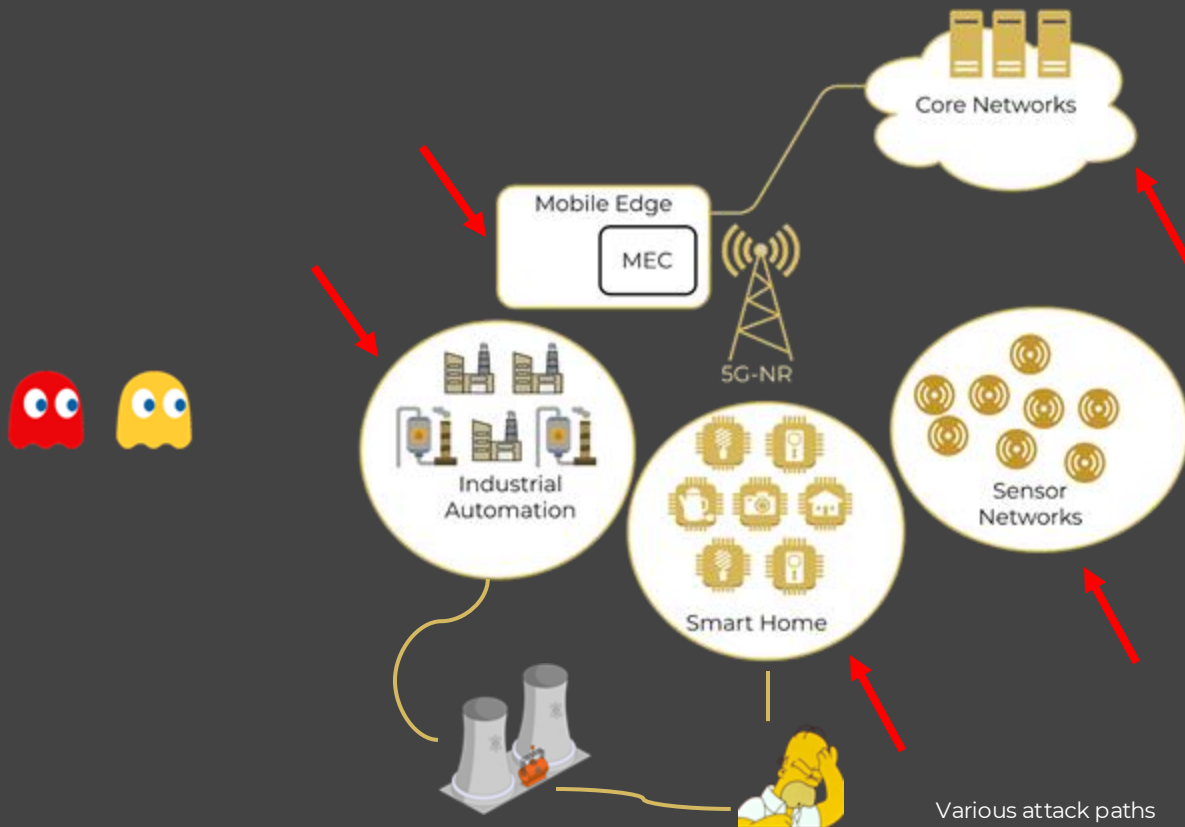 Core Networks
Mobile Edge
MEC
5G-NR
Industrial
Automation
Sensor
Networks
Smart Home
Various attack paths